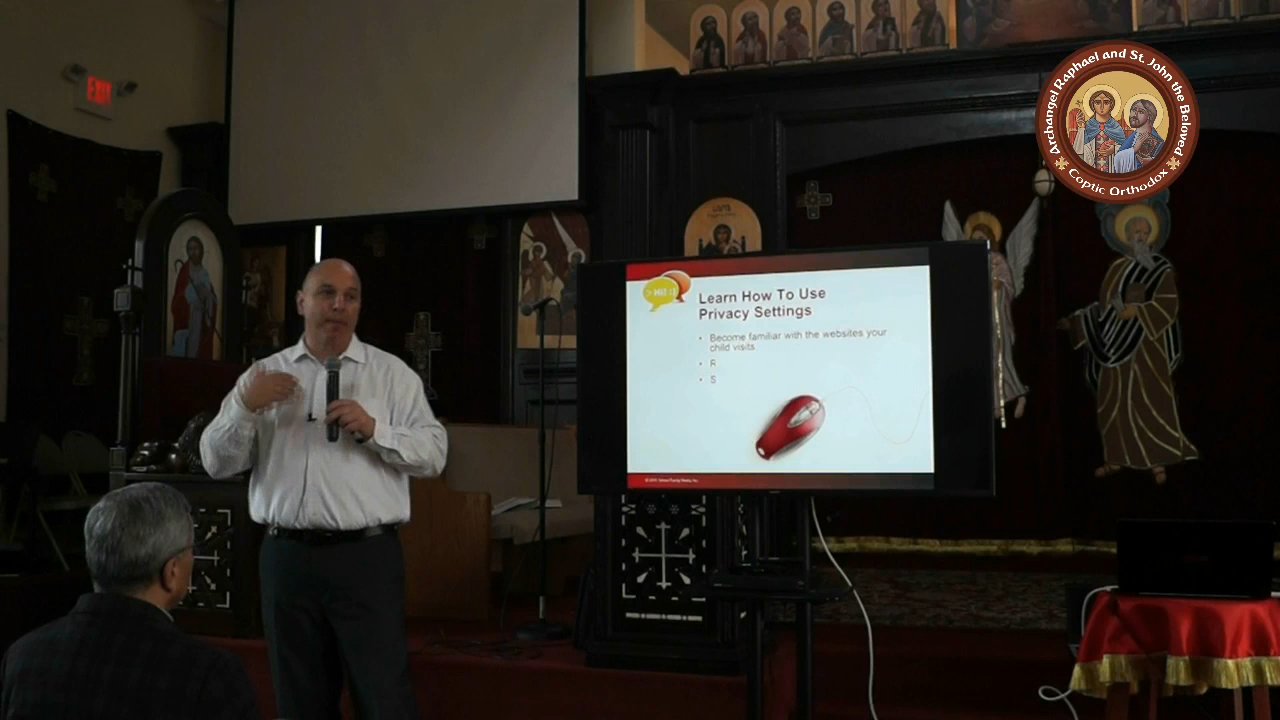 EXIT
Archangel Raphael and St. John the Beloved
Coptic Orthodox
> Hi! :)
Learn How To Use
Privacy Settings
• Become familiar with the websites your
child visits.
• R
• S